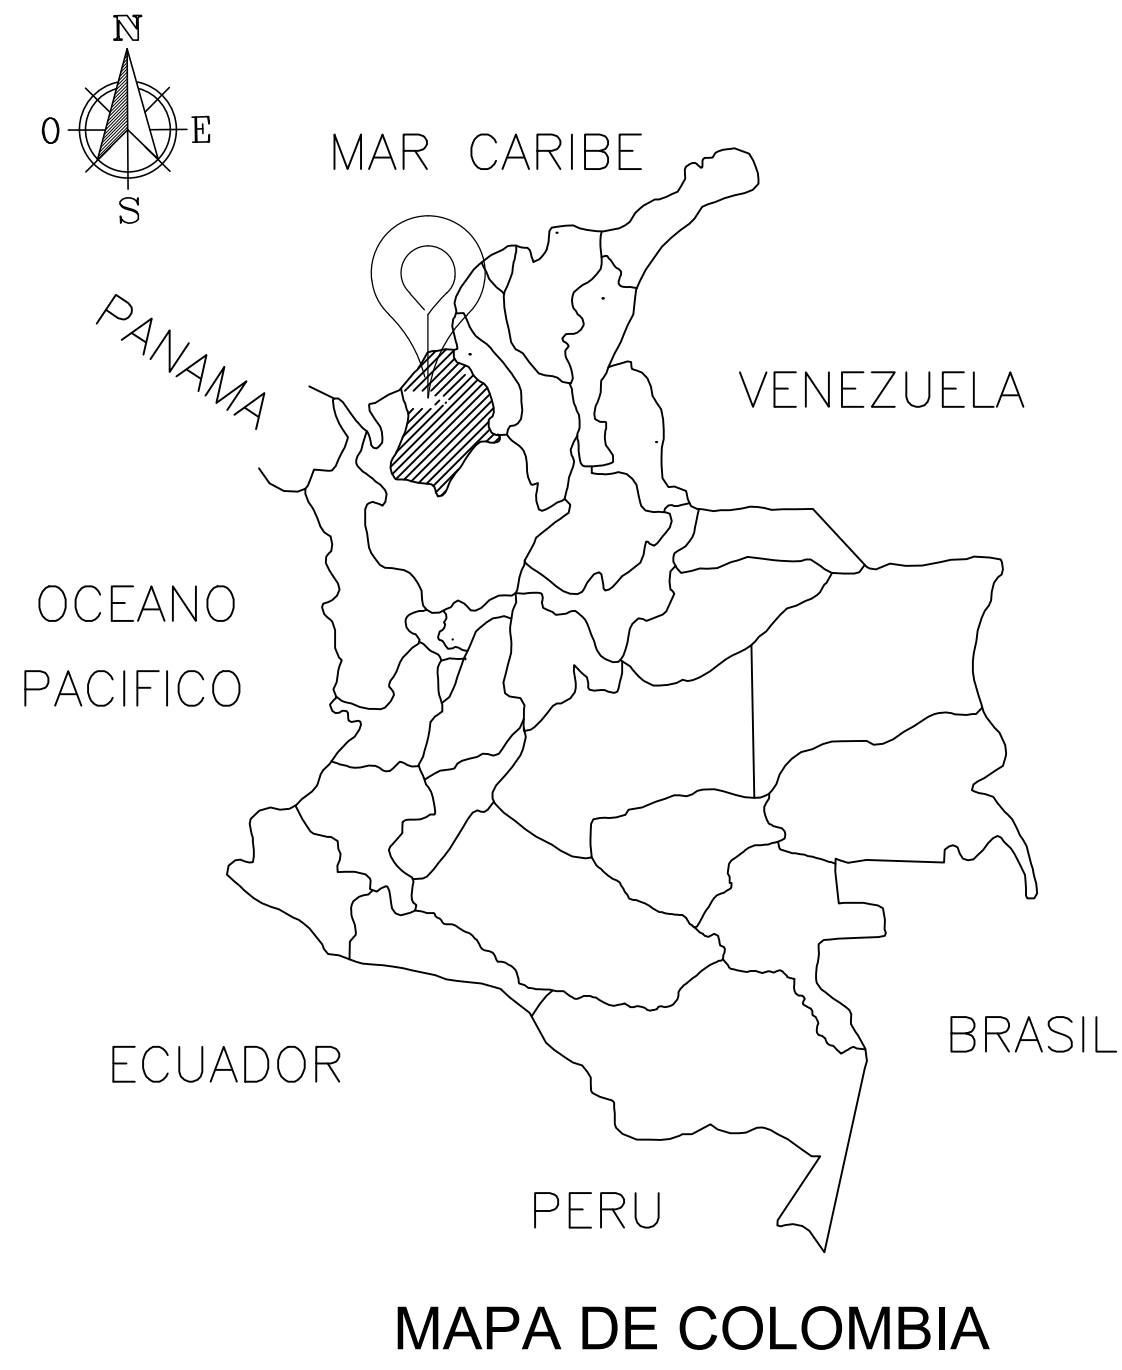 N
O
E
S
MAR CARIBE
PANAMA
VENEZUELA
OCEANO
PACIFICO
BRASIL
ECUADOR
PERU
MAPA DE COLOMBIA